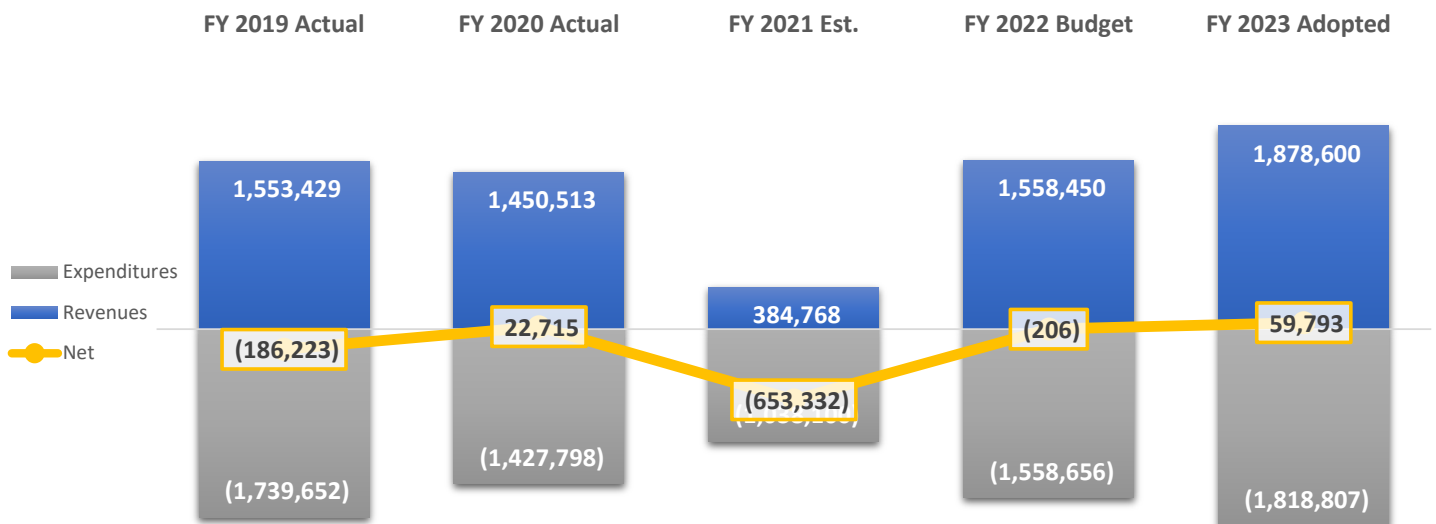 FY 2019 Actual FY 2020 Actual FY 2021 Est. FY 2022 Budget FY 2023 Adopted
1,553,429 1,450,513 384,768 1,558,450 1,878,600
Expenditures
Revenues
Net
(186,223) 22,715 (653,332) (206) 59,793
(1,739,652) (1,427,798) (1,558,656) (1,818,807)